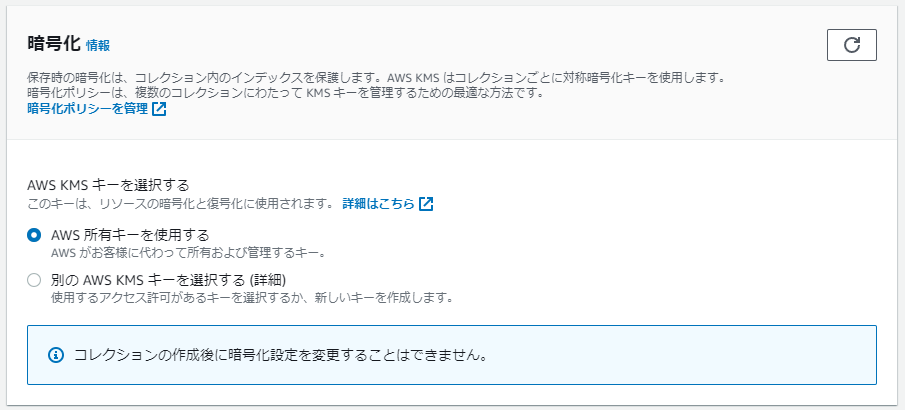 暗号化 情報
保存時の暗号化は、コレクション内のインデックスを保護します。AWS KMS はコレクションごとに対称暗号化キーを使用します。
暗号化ポリシーは、複数のコレクションにわたって KMS キーを管理するための最適な方法です。
暗号化ポリシーを管理
AWS KMS キーを選択する
このキーは、リソースの暗号化と復号化に使用されます。 詳細はこちら
AWS 所有キーを使用する
AWS がお客様に代わって所有および管理するキー。
別の AWS KMS キーを選択する (詳細)
使用するアクセス許可があるキーを選択するか、新しいキーを作成します。
コレクションの作成後に暗号化設定を変更することはできません。